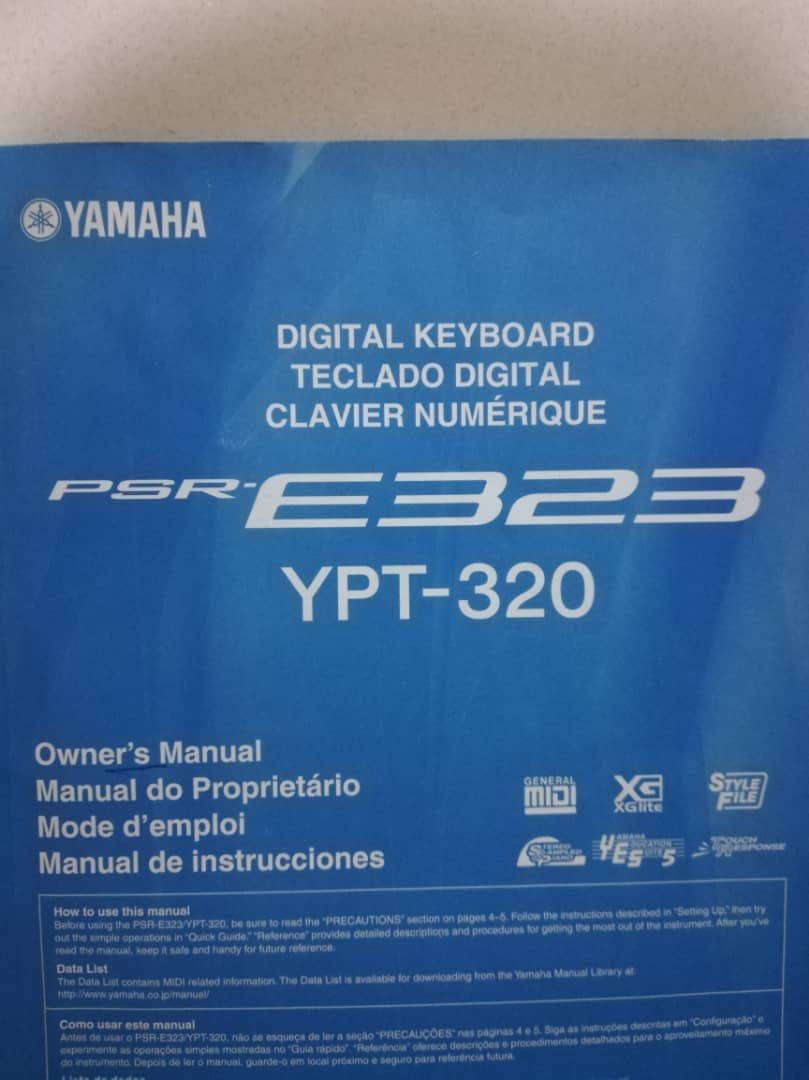 YAMAHA
DIGITAL KEYBOARD
TECLADO DIGITAL
CLAVIER NUMÉRIQUE
PSR-E323
YPT-320
Owner's Manual
Manual do Proprietário
Mode d'emploi
Manual de instrucciones
GENERAL MIDI
XG XGlite
STYLE FILE
STEREO SAMPLED PIANO
YAMAHA EDUCATION SUITE 5
TOUCH RESPONSE
How to use this manual
Before using the PSR-E323/YPT-320, be sure to read the "PRECAUTIONS" section on pages 4–5. Follow the instructions described in "Setting Up," then try
out the simple operations in "Quick Guide." "Reference" provides detailed descriptions and procedures for getting the most out of the instrument. After you've
read the manual, keep it safe and handy for future reference.
Data List
The Data List contains MIDI related information. The Data List is available for downloading from the Yamaha Manual Library at:
http://www.yamaha.co.jp/manual/
Como usar este manual
Antes de usar o PSR-E323/YPT-320, não se esqueça de ler a seção "PRECAUÇÕES" nas páginas 4 e 5. Siga as instruções descritas em "Configuração" e
experimente as operações simples mostradas no "Guia rápido". "Referência" oferece descrições e procedimentos detalhados para o aproveitamento máximo
do instrumento. Depois de ler o manual, guarde-o em local próximo e seguro para referência futura.